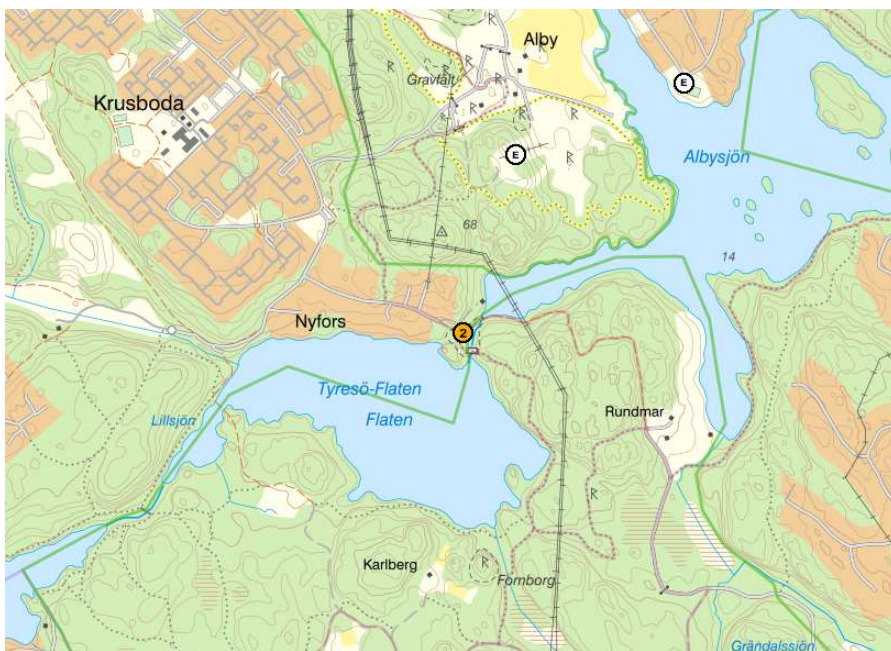 Alby
Gravfält
E
Krusboda
E
Albysjön
68
14
Nyfors
2
Tyresö-Flaten
Flaten
Lillsjön
Rundmar
Karlberg
Fornborg
Grändalssjön
R
R
R
R
R
R
R
R
R
R